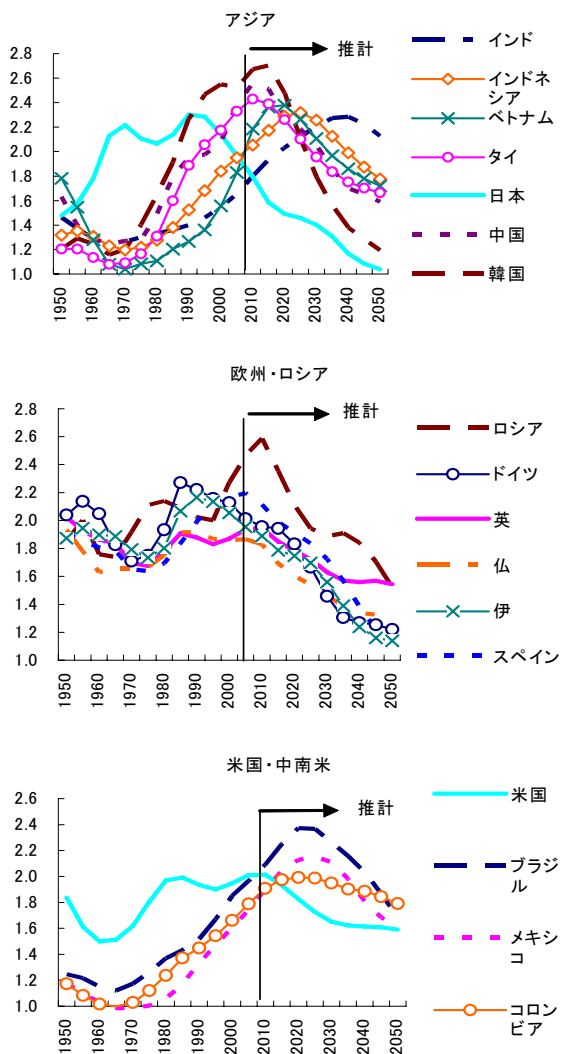 アジア
推計
2.8
2.6
2.4
2.2
2.0
1.8
1.6
1.4
1.2
1.0
1950
1960
1970
1980
1990
2000
2010
2020
2030
2040
2050
インド
インドネ
シア
ベトナム
タイ
日本
中国
韓国
欧州・ロシア
推計
2.8
2.6
2.4
2.2
2.0
1.8
1.6
1.4
1.2
1.0
1950
1960
1970
1980
1990
2000
2010
2020
2030
2040
2050
ロシア
ドイツ
英
仏
伊
スペイン
米国・中南米
推計
2.6
2.4
2.2
2.0
1.8
1.6
1.4
1.2
1.0
1950
1960
1970
1980
1990
2000
2010
2020
2030
2040
2050
米国
ブラジ
ル
メキシ
コ
コロン
ビア